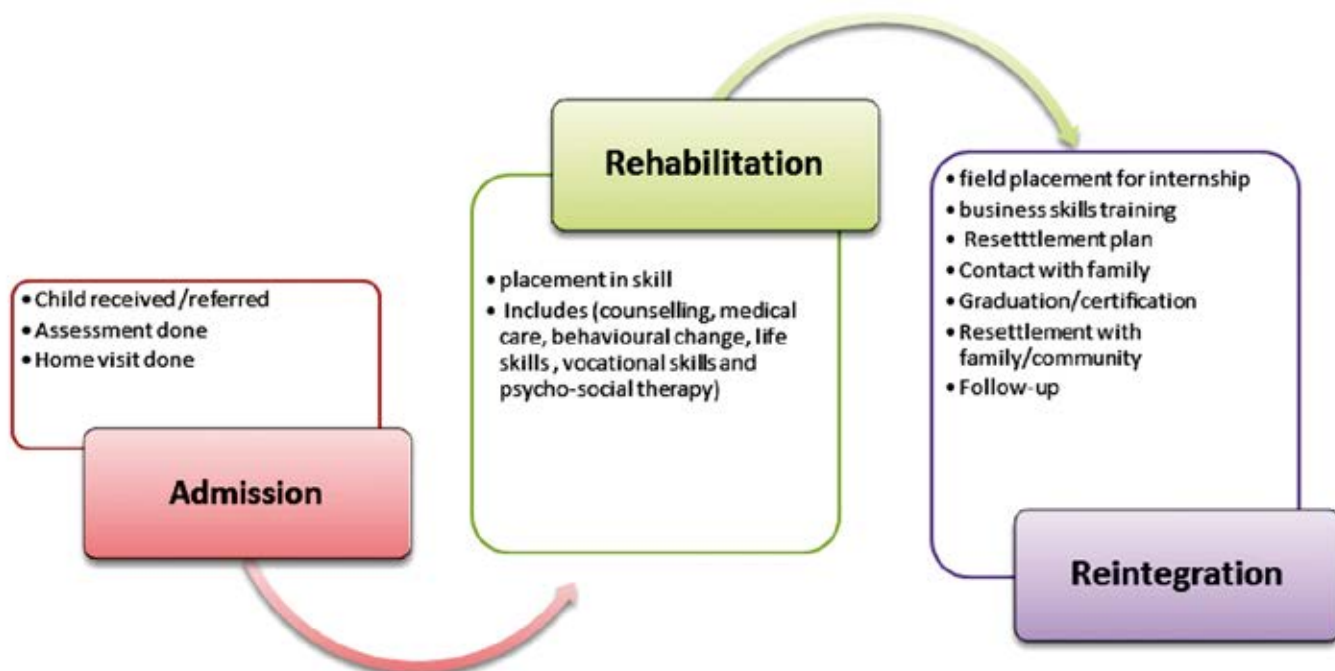 Admission
• Child received/referred
• Assessment done
• Home visit done
Rehabilitation
• placement in skill
• Includes (counselling, medical
care, behavioural change, life
skills , vocational skills and
psycho-social therapy)
• field placement for internship
• business skills training
• Resetttlement plan
• Contact with family
• Graduation/certification
• Resettlement with
family/community
• Follow-up
Reintegration